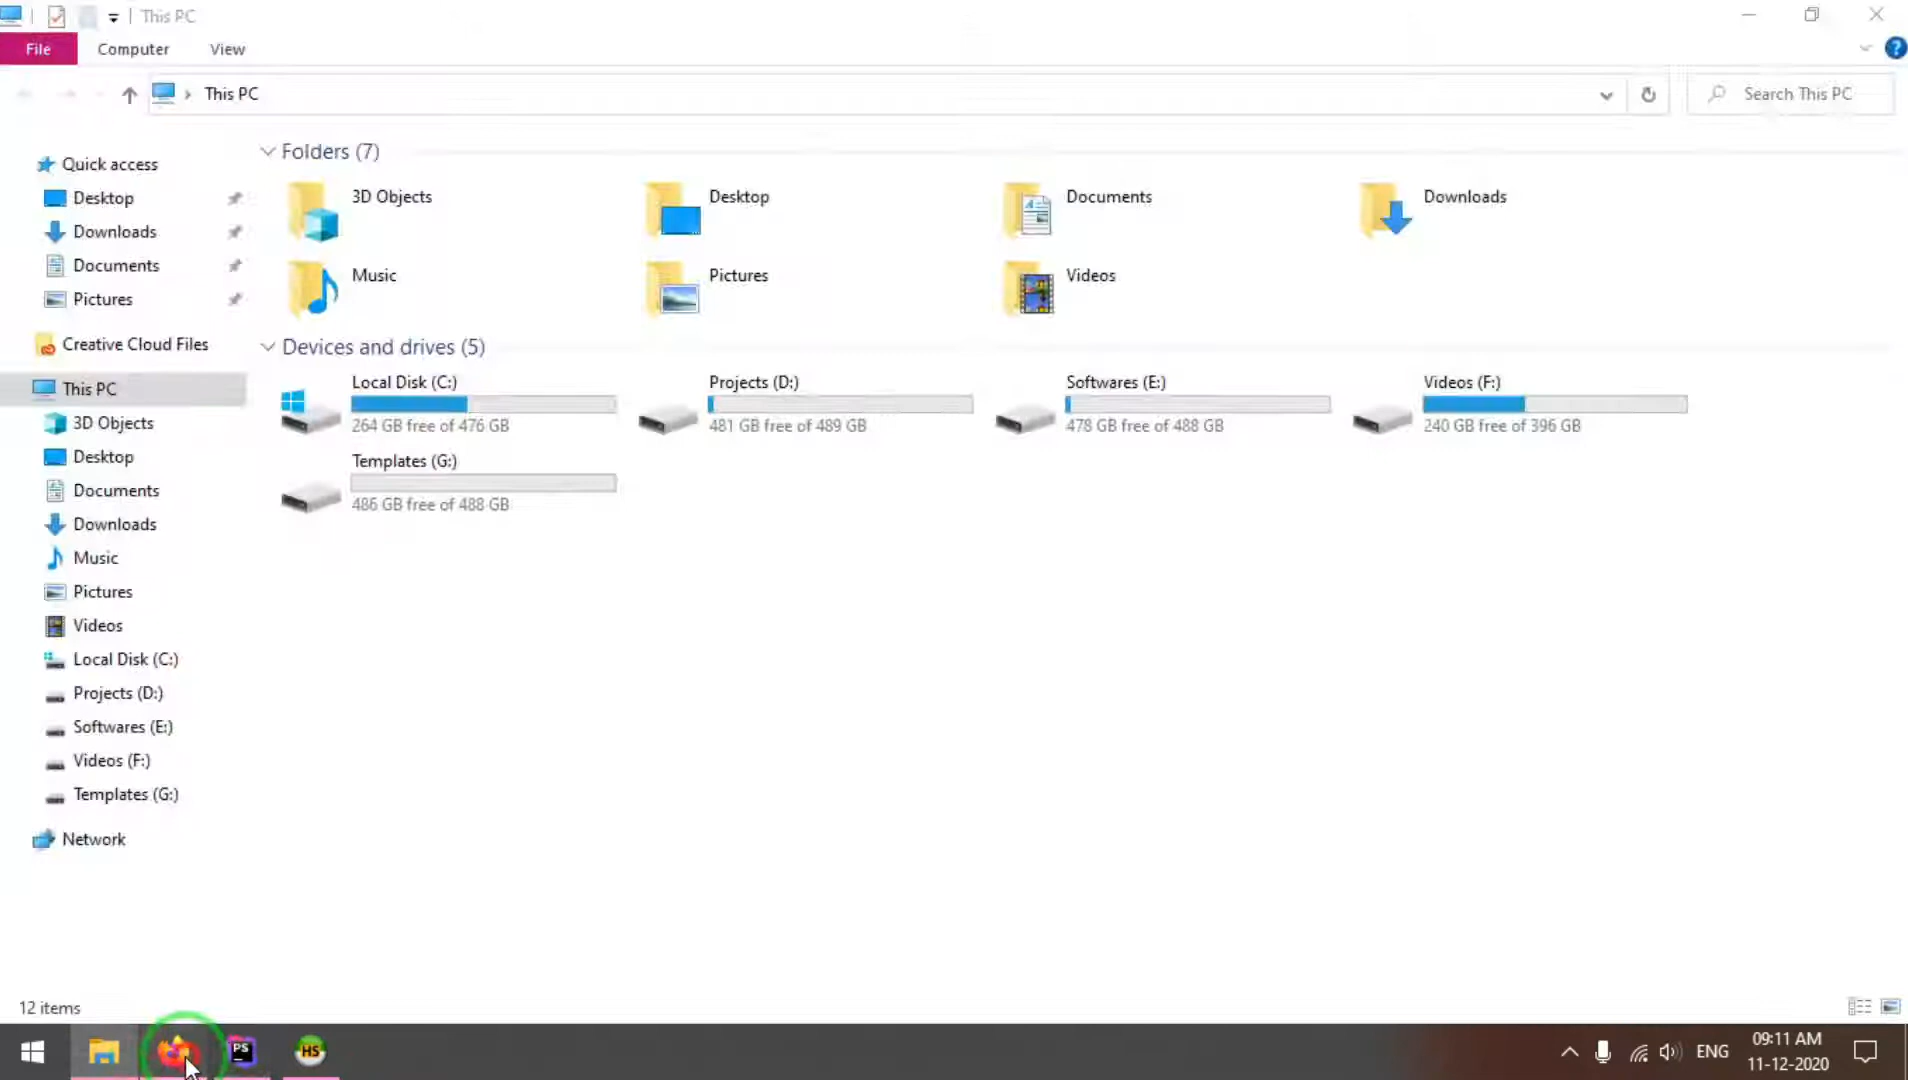 This PC
File Computer View
This PC Search This PC
Quick access
Desktop
Downloads
Documents
Pictures
Creative Cloud Files
This PC
3D Objects
Desktop
Documents
Downloads
Music
Pictures
Videos
Local Disk (C:)
Projects (D:)
Softwares (E:)
Videos (F:)
Templates (G:)
Network
Folders (7)
3D Objects Desktop Documents Downloads
Music Pictures Videos
Devices and drives (5)
Local Disk (C:) Projects (D:) Softwares (E:) Videos (F:)
264 GB free of 476 GB 481 GB free of 489 GB 478 GB free of 488 GB 240 GB free of 396 GB
Templates (G:)
486 GB free of 488 GB
12 items
PS HS ENG 09:11 AM
11-12-2020